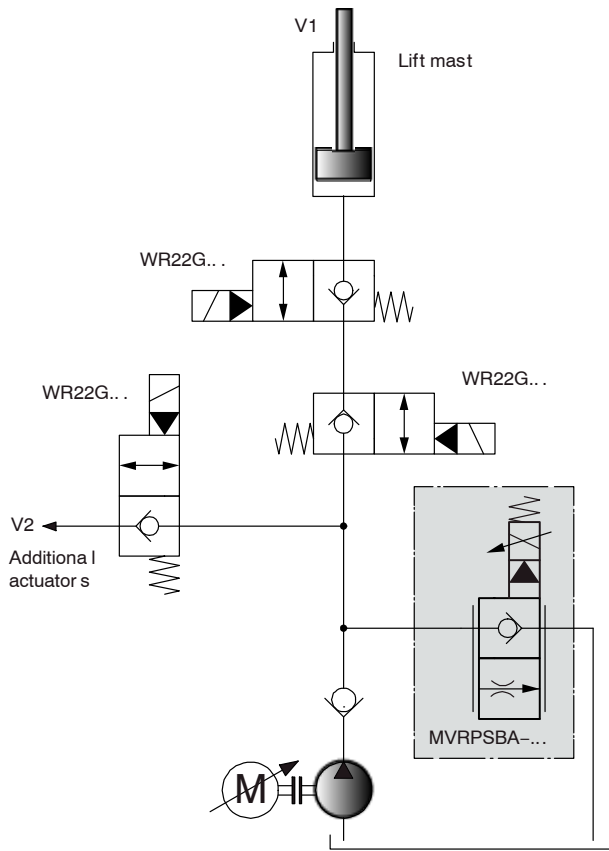 V1
Lift mast
WR22G.. .
WR22G.. .
WR22G.. .
V2
Additiona l
actuator s
MVRPSBA–...
M